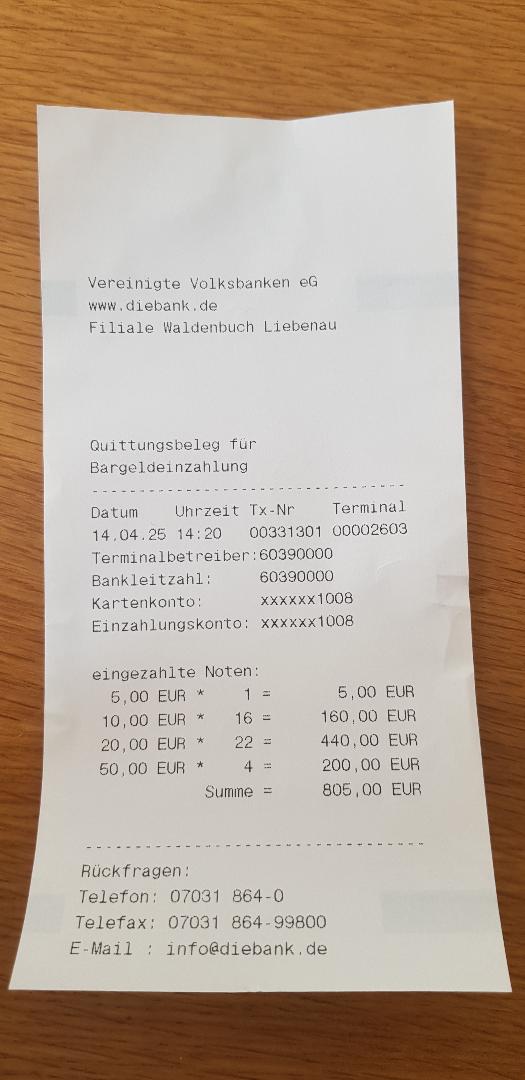 Vereinigte Volksbanken eG
www.diebank.de
Filiale Waldenbuch Liebenau
Quittungsbeleg für
Bargeldeinzahlung
----------------------------------
Datum Uhrzeit Tx-Nr Terminal
14.04.25 14:20 00331301 00002603
Terminalbetreiber:60390000
Bankleitzahl: 60390000
Kartenkonto: xxxxxx1008
Einzahlungskonto: xxxxxx1008
eingezahlte Noten:
5,00 EUR * 1 = 5,00 EUR
10,00 EUR * 16 = 160,00 EUR
20,00 EUR * 22 = 440,00 EUR
50,00 EUR * 4 = 200,00 EUR
Summe = 805,00 EUR
----------------------------------
Rückfragen:
Telefon: 07031 864-0
Telefax: 07031 864-99800
E-Mail : info@diebank.de